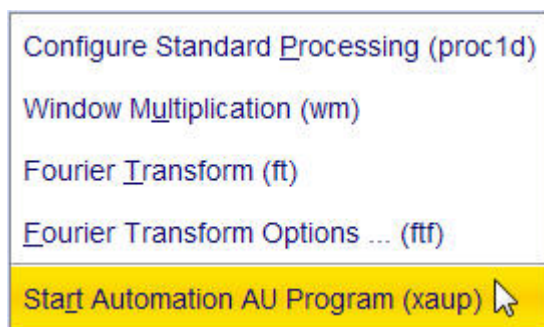 Configure Standard Processing (proc1d)
Window Multiplication (wm)
Fourier Transform (ft)
Fourier Transform Options ... (ftf)
Start Automation AU Program (xaup)